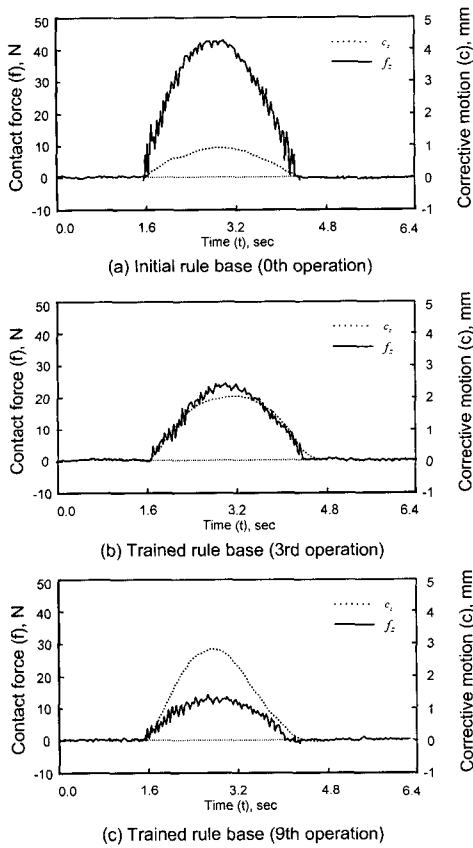 50 5
40 4
30 3
20 2
10 1
0 0
-10 -1
Contact force (f), N
Corrective motion (c), mm
c_z
f_z
0.0 1.6 3.2 4.8 6.4
Time (t), sec
(a) Initial rule base (0th operation)
50 5
40 4
30 3
20 2
10 1
0 0
-10 -1
Contact force (f), N
Corrective motion (c), mm
c_z
f_z
0.0 1.6 3.2 4.8 6.4
Time (t), sec
(b) Trained rule base (3rd operation)
50 5
40 4
30 3
20 2
10 1
0 0
-10 -1
Contact force (f), N
Corrective motion (c), mm
c_z
f_z
0.0 1.6 3.2 4.8 6.4
Time (t), sec
(c) Trained rule base (9th operation)